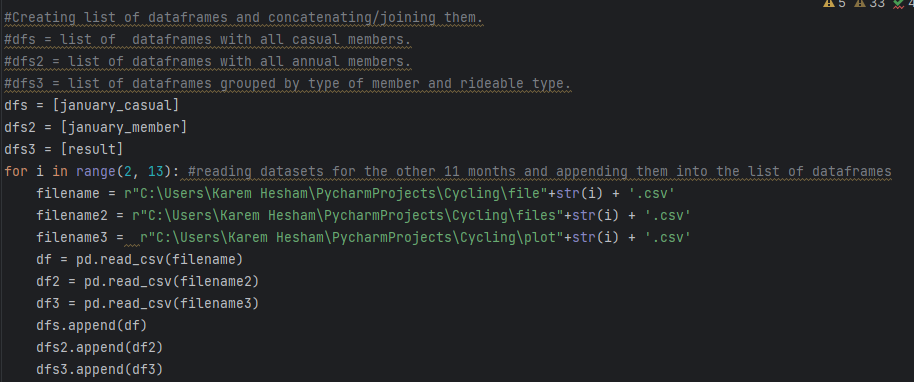 5 33 4
#Creating list of dataframes and concatenating/joining them.
#dfs = list of  dataframes with all casual members.
#dfs2 = list of dataframes with all annual members.
#dfs3 = list of dataframes grouped by type of member and rideable type.
dfs = [january_casual]
dfs2 = [january_member]
dfs3 = [result]
for i in range(2, 13): #reading datasets for the other 11 months and appending them into the list of dataframes
    filename = r"C:\Users\Karem Hesham\PycharmProjects\Cycling\file"+str(i) + '.csv'
    filename2 = r"C:\Users\Karem Hesham\PycharmProjects\Cycling\files"+str(i) + '.csv'
    filename3 =  r"C:\Users\Karem Hesham\PycharmProjects\Cycling\plot"+str(i) + '.csv'
    df = pd.read_csv(filename)
    df2 = pd.read_csv(filename2)
    df3 = pd.read_csv(filename3)
    dfs.append(df)
    dfs2.append(df2)
    dfs3.append(df3)